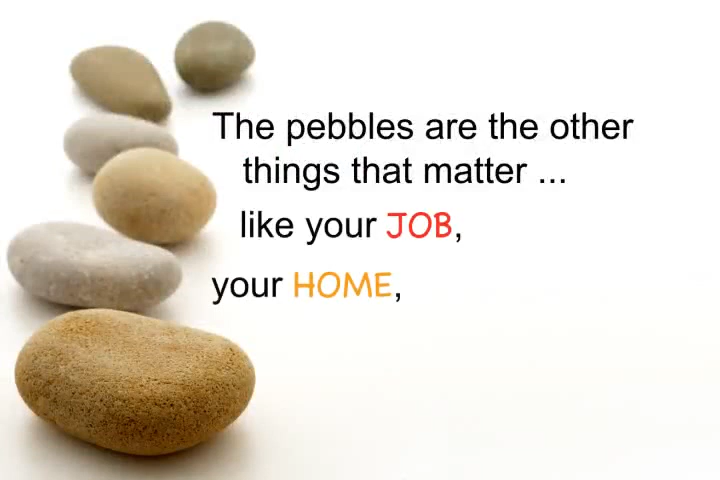 The pebbles are the other
things that matter ...
like your JOB,
your HOME,